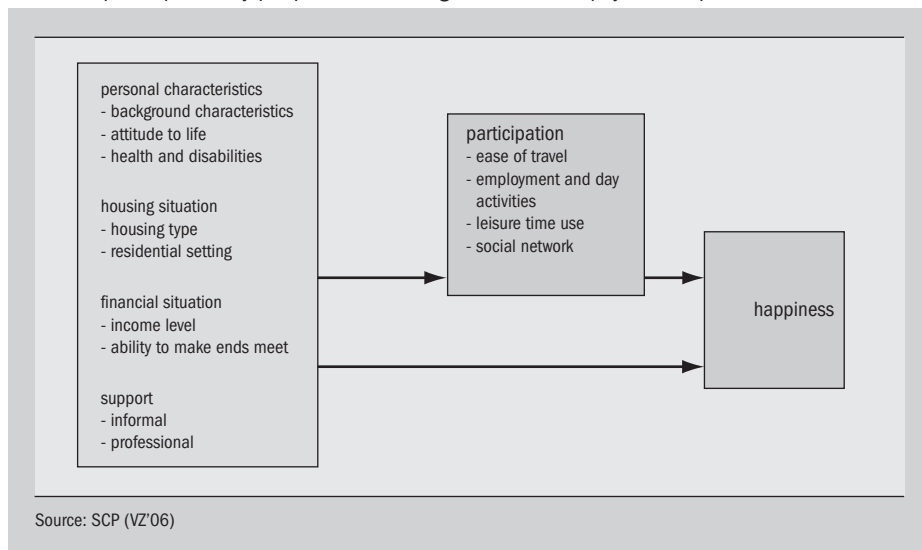 personal characteristics
- background characteristics
- attitude to life
- health and disabilities
housing situation
- housing type
- residential setting
financial situation
- income level
- ability to make ends meet
support
- informal
- professional
participation
- ease of travel
- employment and day
activities
- leisure time use
- social network
happiness
Source: SCP (VZ'06)